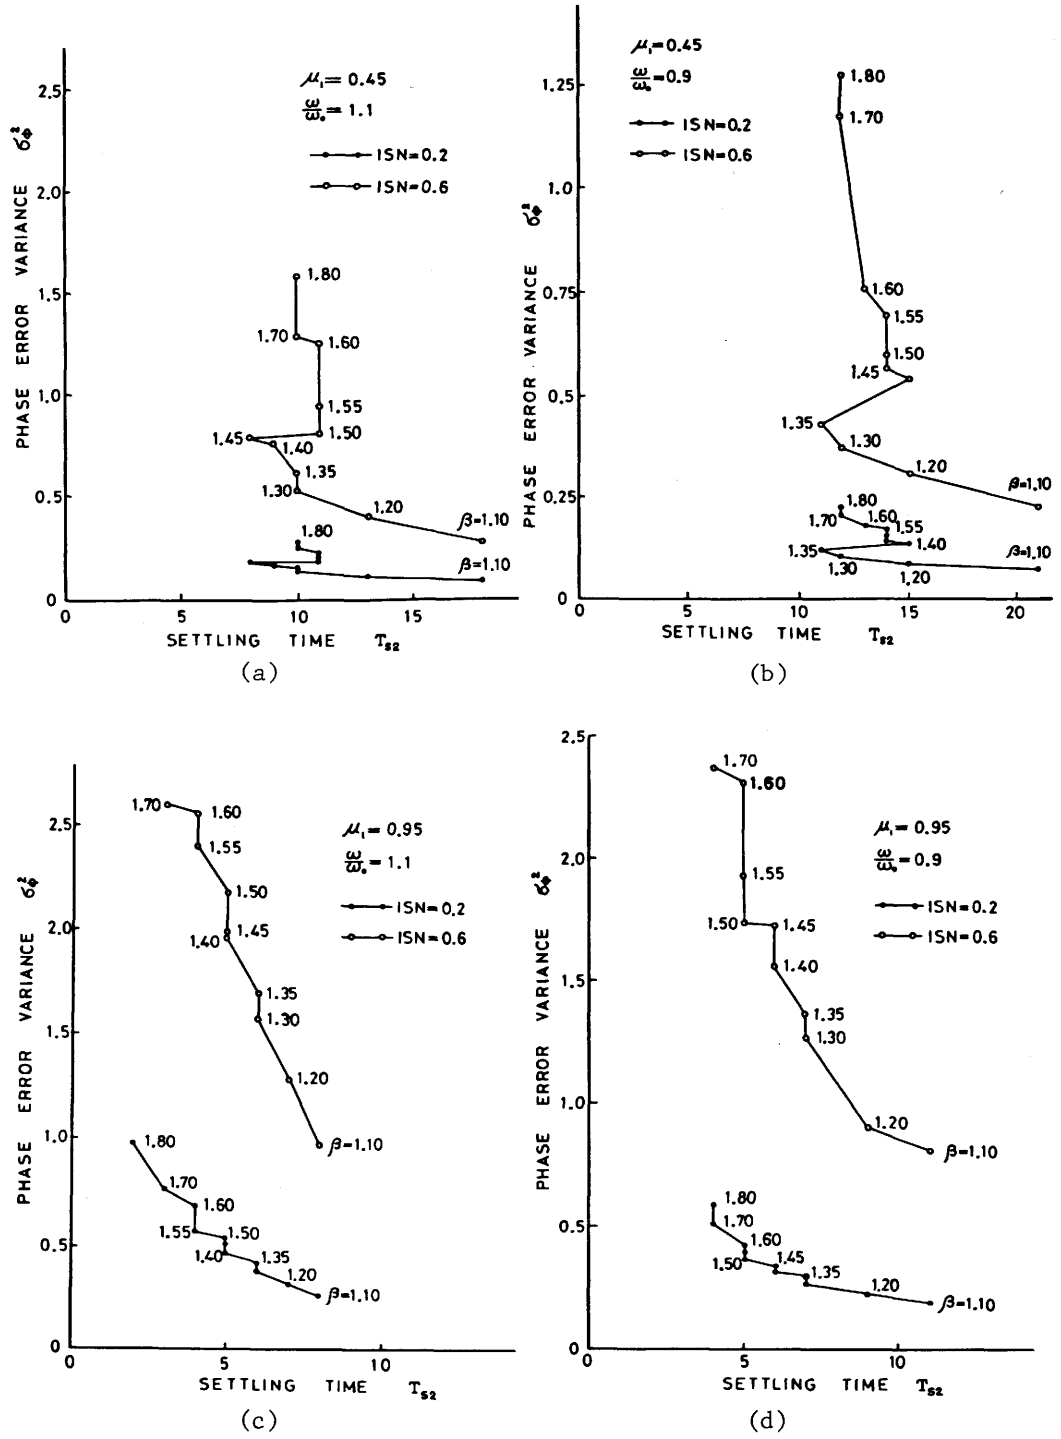 μ₁=0.45
ω/ω₀=1.1
ISN=0.2
ISN=0.6
PHASE ERROR VARIANCE σ_ϕ²
2.5
2.0
1.5
1.0
0.5
0
1.80
1.70
1.60
1.55
1.50
1.45
1.40
1.35
1.30
1.20
β=1.10
1.80
β=1.10
0 5 10 15
SETTLING TIME T_S2
(a)
μ₁=0.45
ω/ω₀=0.9
ISN=0.2
ISN=0.6
PHASE ERROR VARIANCE σ_ϕ²
1.25
1.0
0.75
0.5
0.25
0
1.80
1.70
1.60
1.55
1.50
1.45
1.35
1.30
1.20
β=1.10
1.80
1.70
1.60
1.55
1.40
1.35
1.30
1.20
β=1.10
0 5 10 15 20
SETTLING TIME T_S2
(b)
μ₁=0.95
ω/ω₀=1.1
ISN=0.2
ISN=0.6
PHASE ERROR VARIANCE σ_ϕ²
2.5
2.0
1.5
1.0
0.5
0
1.70
1.60
1.55
1.50
1.45
1.40
1.35
1.30
1.20
β=1.10
1.80
1.70
1.60
1.55
1.50
1.40
1.35
1.20
β=1.10
0 5 10
SETTLING TIME T_S2
(c)
μ₁=0.95
ω/ω₀=0.9
ISN=0.2
ISN=0.6
PHASE ERROR VARIANCE σ_ϕ²
2.5
2.0
1.5
1.0
0.5
0
1.70
1.60
1.55
1.50
1.45
1.40
1.35
1.30
1.20
β=1.10
1.80
1.70
1.60
1.50
1.45
1.35
1.20
β=1.10
0 5 10
SETTLING TIME T_S2
(d)